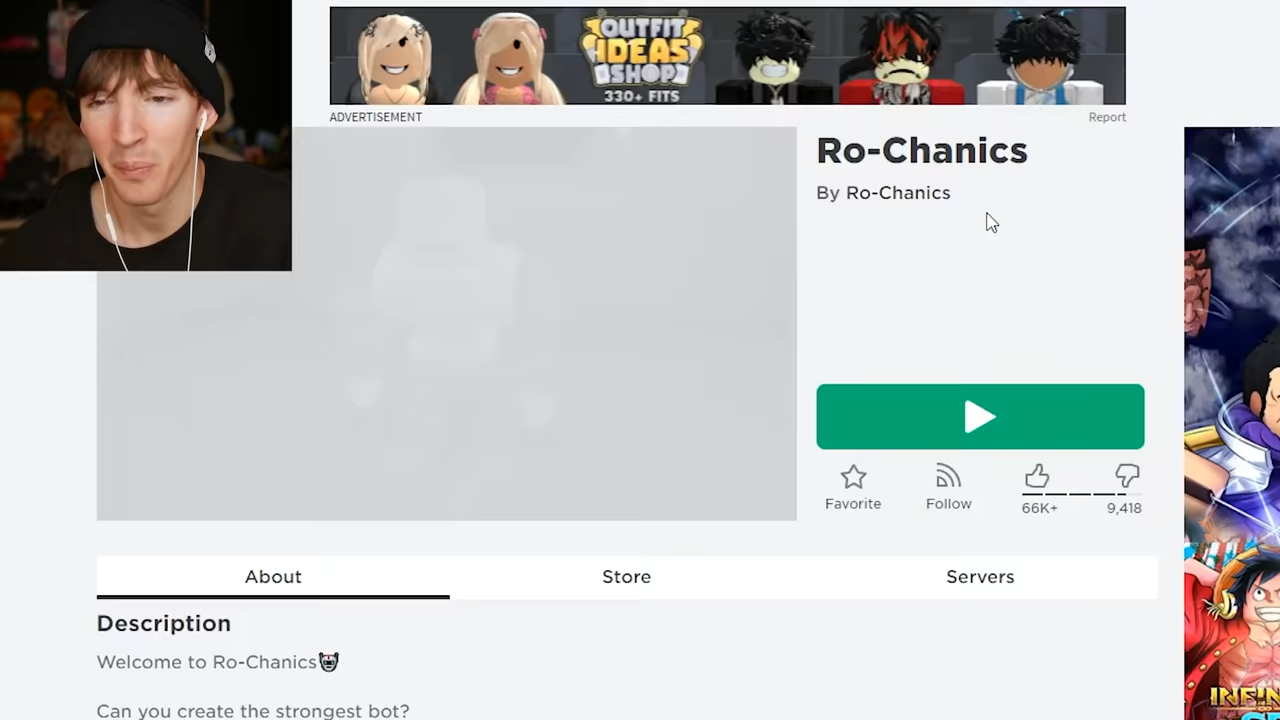 OUTFIT
IDEAS
SHOP
330+ FITS
ADVERTISEMENT
Report
Ro-Chanics
By Ro-Chanics
Favorite
Follow
66K+
9,418
About
Store
Servers
Description
Welcome to Ro-Chanics
Can you create the strongest bot?